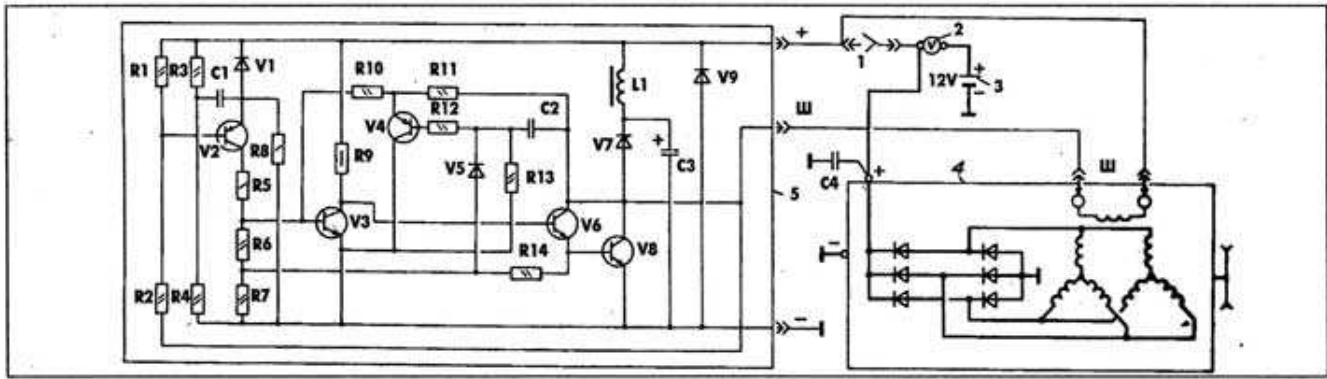 R1
R3
C1
V1
V2
R8
R5
R6
R2
R4
R7
R10
R11
V4
R12
C2
R9
V5
R13
V3
V6
R14
L1
V7
C3
V8
V9
+
Ш
-
5
1
2
12V
+
-
3
C4
+
4
Ш
-